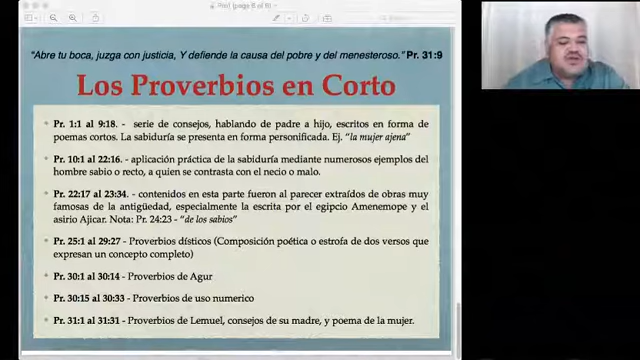 Prof (page 6 of 8)
"Abre tu boca, juzga con justicia, Y defiende la causa del pobre y del menesteroso." Pr. 31:9
Los Proverbios en Corto
• Pr. 1:1 al 9:18. - serie de consejos, hablando de padre a hijo, escritos en forma de
poemas cortos. La sabiduría se presenta en forma personificada. Ej. "la mujer ajena"
• Pr. 10:1 al 22:16. - aplicación práctica de la sabiduría mediante numerosos ejemplos del
hombre sabio o recto, a quien se contrasta con el necio o malo.
• Pr. 22:17 al 23:34. - contenidos en esta parte fueron al parecer extraídos de obras muy
famosas de la antigüedad, especialmente la escrita por el egipcio Amenemope y el
asirio Ajicar. Nota: Pr. 24:23 - "de los sabios"
• Pr. 25:1 al 29:27 - Proverbios dísticos (Composición poética o estrofa de dos versos que
expresan un concepto completo)
• Pr. 30:1 al 30:14 - Proverbios de Agur
• Pr. 30:15 al 30:33 - Proverbios de uso numerico
• Pr. 31:1 al 31:31 - Proverbios de Lemuel, consejos de su madre, y poema de la mujer.